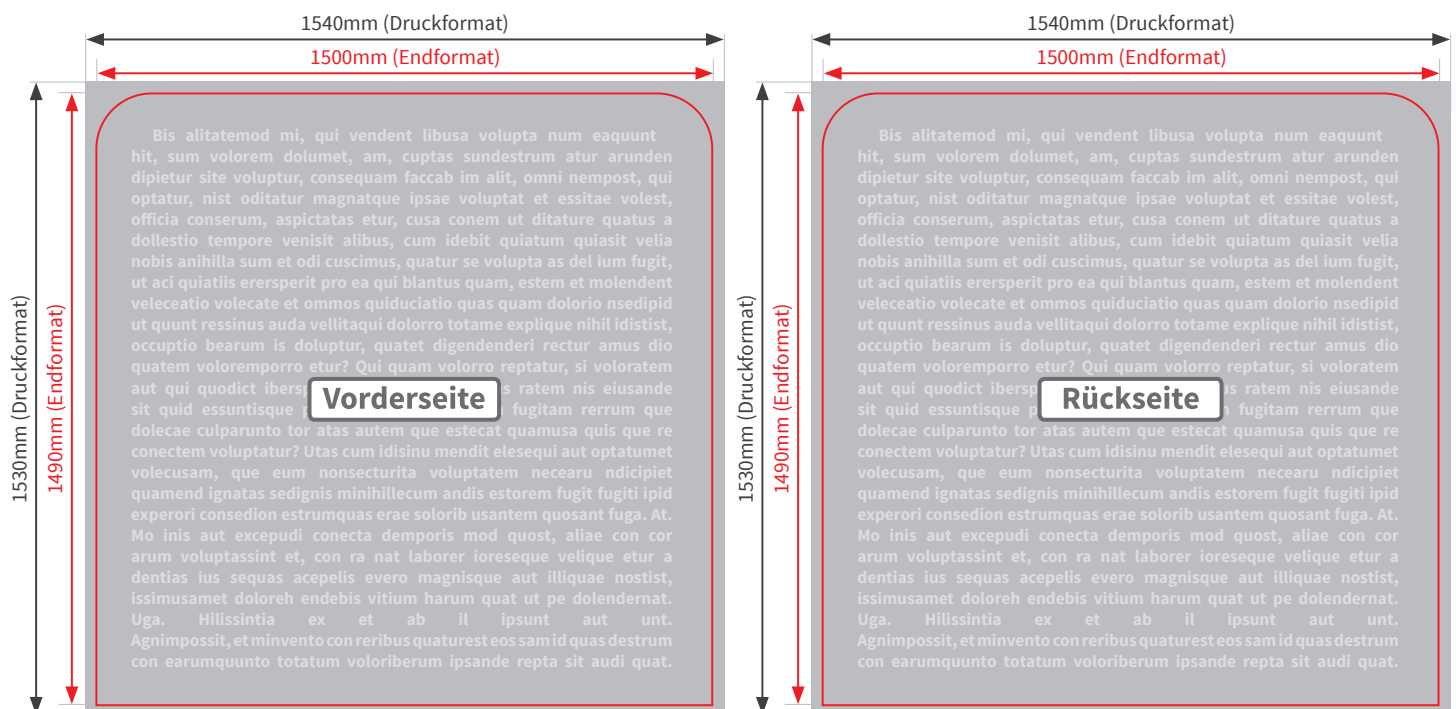 1540mm (Druckformat)
1500mm (Endformat)
1530mm (Druckformat)
1490mm (Endformat)
Bis alitatemod mi, qui vendent libusa volupta num eaquunt
hit, sum volorem dolumet, am, cuptas sundestrum atur arunden
dipietur site voluptur, consequam faccab im alit, omni nempost, qui
optatur, nist oditatur magnatque ipsae voluptat et essitae volest,
officia conserum, aspictatas etur, cusa conem ut ditature quatus a
dollestio tempore venisit alibus, cum idebit quiatum quiasit velia
nobis anihilla sum et odi cuscimus, quatur se volupta as del ium fugit,
ut aci quiatiis erersperit pro ea qui blantus quam, estem et molendent
veleceatio volecate et ommos quiduciatio quas quam dolorio nsedipid
ut quunt ressinus auda vellitaqui dolorro totatae explique nihil idistist,
occuptio bearum is doluptur, quatet digendanderi rectur amus dio
quatem voloremporro etur? Qui quam volorro reptatur, si voloratem
aut qui quodict ratem nis eiusande
sit quid essuntisque fugitam rerrum que
Vorderseite
dolecae culparunto tor atas autem que estecat quamusa quis que re
conectem voluptatur? Utas cum idisinu mandi elesequi aut optatumet
volecusam, que eum nonsecturita voluptatem necearu ndicipiet
quamend ignatas sedignis minihillecum andis estorem fugit fugiti ipid
experori consedion estrumquas erae solorib usantem quosant fuga. At.
Mo inis aut excepudi conecta demporis mod quost, aliae con cor
arum voluptassint et, con ra nat laborer ioreseque velique etur a
dentias ius sequas acepelis evero magnisque aut illiquae nostist,
issimusamet doloreh endebis vitium harum quat ut pe dolendernat.
Uga. Hilissintia ex et ab il ipsunt aut unt.
Agnimpossit, et minvento con reribus quaturest eos sam id quas destrum
con earumquunto totatum voloriberum ipsande repta sit audi quat.
1540mm (Druckformat)
1500mm (Endformat)
1530mm (Druckformat)
1490mm (Endformat)
Bis alitatemod mi, qui vendent libusa volupta num eaquunt
hit, sum volorem dolumet, am, cuptas sundestrum atur arunden
dipietur site voluptur, consequam faccab im alit, omni nempost, qui
optatur, nist oditatur magnatque ipsae voluptat et essitae volest,
officia conserum, aspictatas etur, cusa conem ut ditature quatus a
dollestio tempore venisit alibus, cum idebit quiatum quiasit velia
nobis anihilla sum et odi cuscimus, quatur se volupta as del ium fugit,
ut aci quiatiis erersperit pro ea qui blantus quam, estem et molendent
veleceatio volecate et ommos quiduciatio quas quam dolorio nsedipid
ut quunt ressinus auda vellitaqui dolorro totatae explique nihil idistist,
occuptio bearum is doluptur, quatet digendanderi rectur amus dio
quatem voloremporro etur? Qui quam volorro reptatur, si voloratem
aut qui quodict ratem nis eiusande
sit quid essuntisque fugitam rerrum que
Rückseite
dolecae culparunto tor atas autem que estecat quamusa quis que re
conectem voluptatur? Utas cum idisinu mandi elesequi aut optatumet
volecusam, que eum nonsecturita voluptatem necearu ndicipiet
quamend ignatas sedignis minihillecum andis estorem fugit fugiti ipid
experori consedion estrumquas erae solorib usantem quosant fuga. At.
Mo inis aut excepudi conecta demporis mod quost, aliae con cor
arum voluptassint et, con ra nat laborer ioreseque velique etur a
dentias ius sequas acepelis evero magnisque aut illiquae nostist,
issimusamet doloreh endebis vitium harum quat ut pe dolendernat.
Uga. Hilissintia ex et ab il ipsunt aut unt.
Agnimpossit, et minvento con reribus quaturest eos sam id quas destrum
con earumquunto totatum voloriberum ipsande repta sit audi quat.